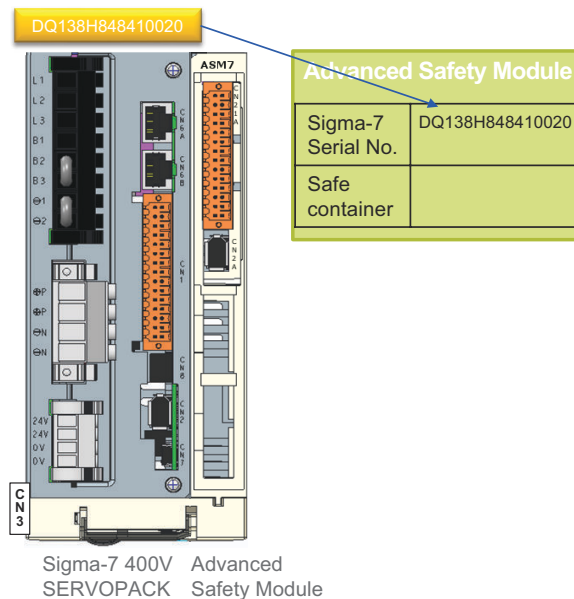 DQ138H848410020
ASM7
Advanced Safety Module
Sigma-7
Serial No.
DQ138H848410020
Safe
container
L1
L2
L3
B1
B2
B3
⊖1
⊖2
⊕P
⊕P
⊖N
⊖N
24V
24V
0V
0V
CN6A
CN6B
CN1
CN8
CN2
CN7
CN21A
CN2A
CN3
Sigma-7 400V
SERVOPACK
Advanced
Safety Module